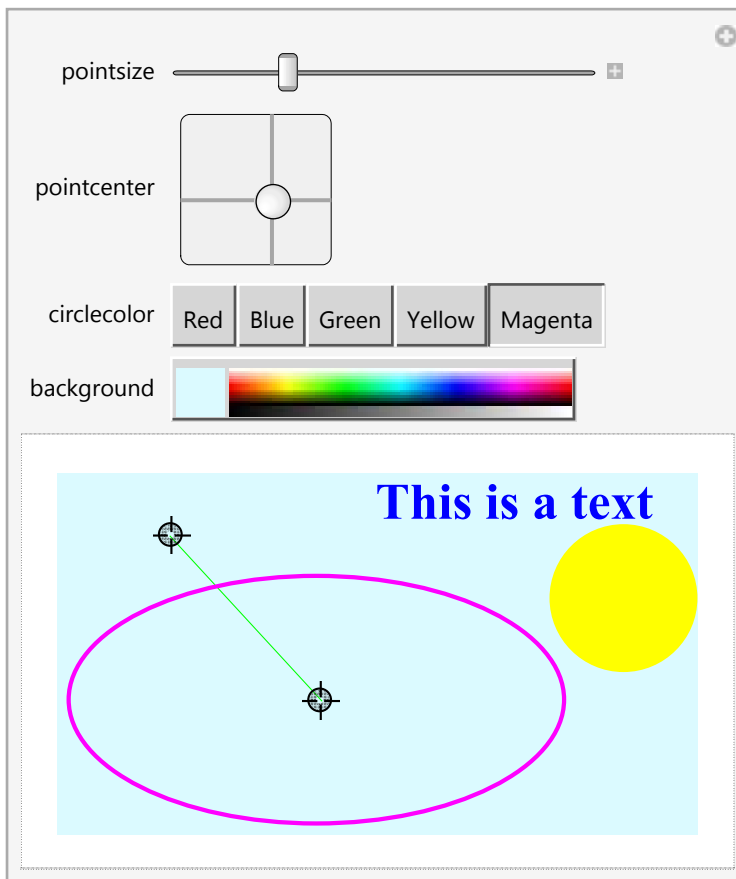 pointsize
pointcenter
circlecolor Red Blue Green Yellow Magenta
background
This is a text